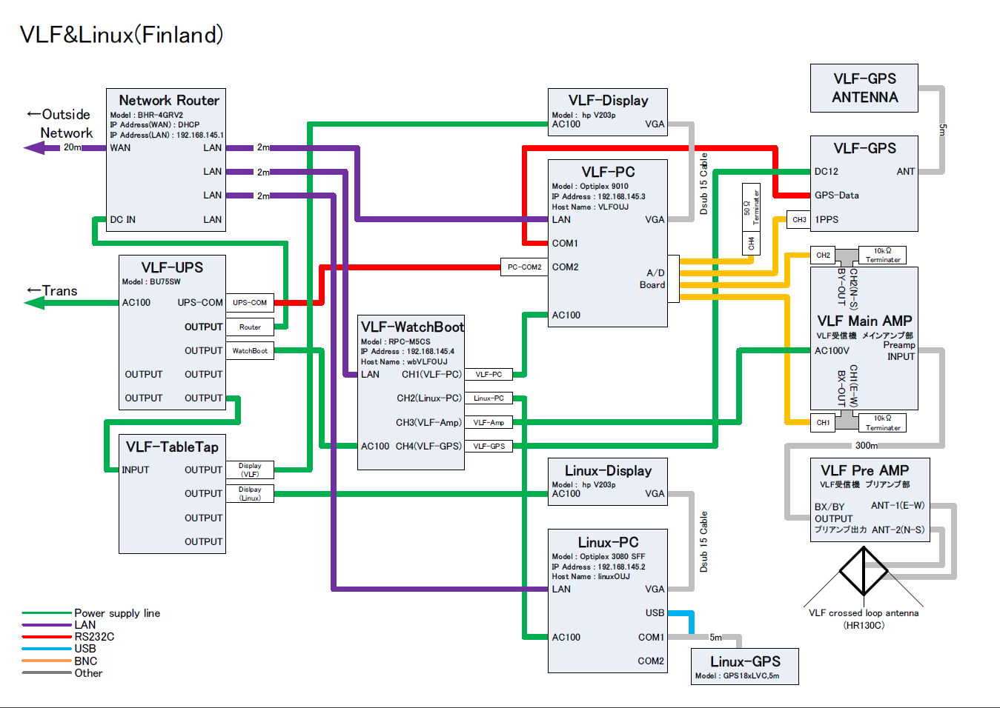 VLF&Linux(Finland)
←Outside
Network
20m
Network Router
Model : BHR-4GRV2
IP Address(WAN) : DHCP
IP Address(LAN) : 192.168.145.1
WAN
LAN
LAN
LAN
DC IN
LAN
2m
2m
2m
←Trans
VLF-UPS
Model : BU75SW
AC100
UPS-COM
UPS-COM
OUTPUT
Router
OUTPUT
WatchBoot
OUTPUT
OUTPUT
OUTPUT
OUTPUT
VLF-TableTap
INPUT
OUTPUT
Display
(VLF)
OUTPUT
Dislpay
(Linux)
OUTPUT
OUTPUT
VLF-WatchBoot
Model : RPC-M5CS
IP Address : 192.168.145.4
Host Name : wbVLFOUJ
LAN
CH1(VLF-PC)
VLF-PC
CH2(Linux-PC)
Linux-PC
CH3(VLF-Amp)
VLF-Amp
AC100
CH4(VLF-GPS)
VLF-GPS
VLF-Display
Model : hp V203p
AC100
VGA
Dsub 15 Cable
VLF-PC
Model : Optiplex 9010
IP Address : 192.168.145.3
Host Name : VLFOUJ
LAN
VGA
COM1
PC-COM2
COM2
A/D
Board
AC100
50Ω
Terminater
CH4
VLF-GPS
ANTENNA
5m
VLF-GPS
DC12
ANT
GPS-Data
CH3
1PPS
CH2
10kΩ
Terminater
CH2(N-S)
BY-OUT
VLF Main AMP
VLF受信機 メインアンプ部
Preamp
INPUT
AC100V
CH1(E-W)
BX-OUT
CH1
10kΩ
Terminater
300m
VLF Pre AMP
VLF受信機 プリアンプ部
BX/BY
OUTPUT
プリアンプ出力
ANT-1(E-W)
ANT-2(N-S)
VLF crossed loop antenna
(HR130C)
Linux-Display
Model : hp V203p
AC100
VGA
Dsub 15 Cable
Linux-PC
Model : Optiplex 3080 SFF
IP Address : 192.168.145.2
Host Name : linuxOUJ
LAN
VGA
USB
AC100
COM1
COM2
5m
Linux-GPS
Model : GPS18xLVC,5m
Power supply line
LAN
RS232C
USB
BNC
Other